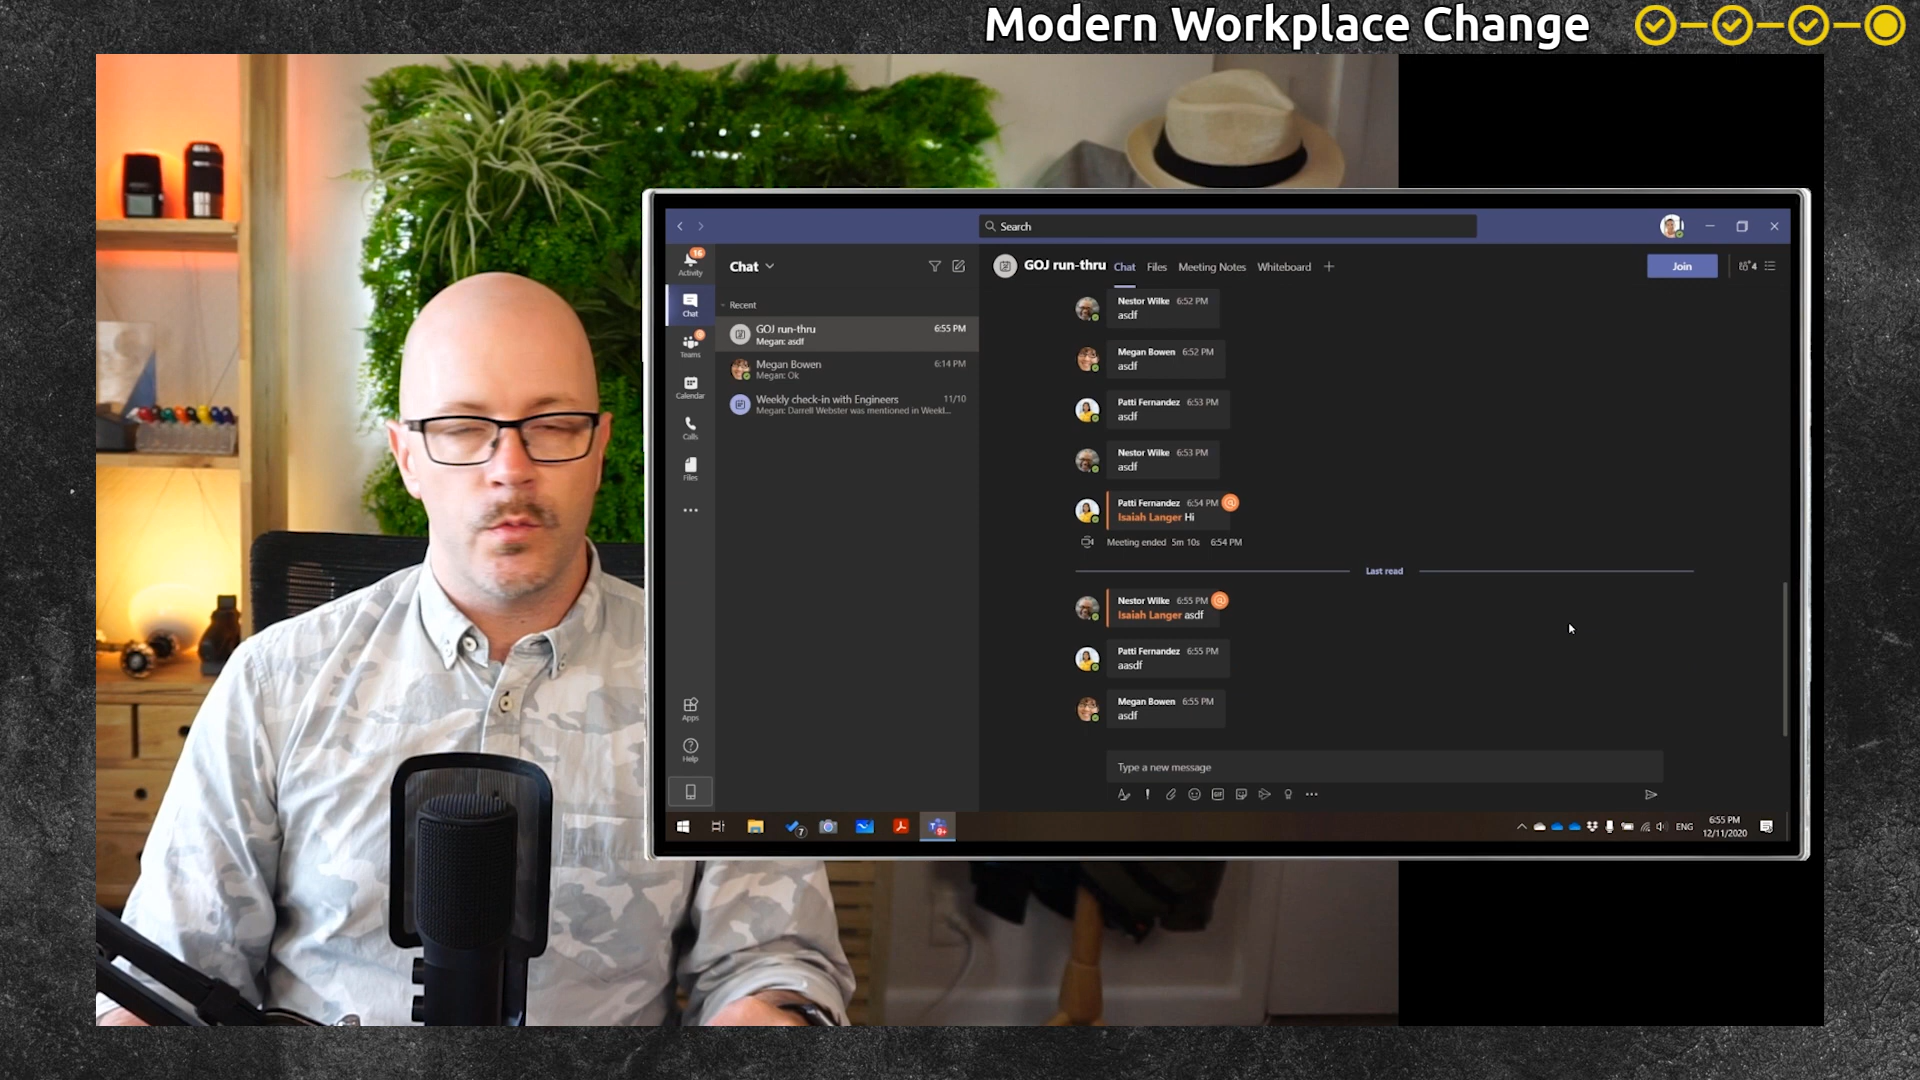 Modern Workplace Change
Search
16
Activity
Chat
Teams
Calendar
Calls
Files
Apps
Help
Chat
Recent
GOJ run-thru 6:55 PM
Megan: asdf
Megan Bowen 6:14 PM
Megan: Ok
Weekly check-in with Engineers 11/10
Megan: Darrell Webster was mentioned in Weekl...
GOJ run-thru Chat Files Meeting Notes Whiteboard +
Join
4
Nestor Wilke 6:52 PM
asdf
Megan Bowen 6:52 PM
asdf
Patti Fernandez 6:53 PM
asdf
Nestor Wilke 6:53 PM
asdf
Patti Fernandez 6:54 PM @
Isaiah Langer Hi
Meeting ended 5m 10s 6:54 PM
Last read
Nestor Wilke 6:55 PM @
Isaiah Langer asdf
Patti Fernandez 6:55 PM
aasdf
Megan Bowen 6:55 PM
asdf
Type a new message
GIF
7
9+
ENG
6:55 PM
12/11/2020